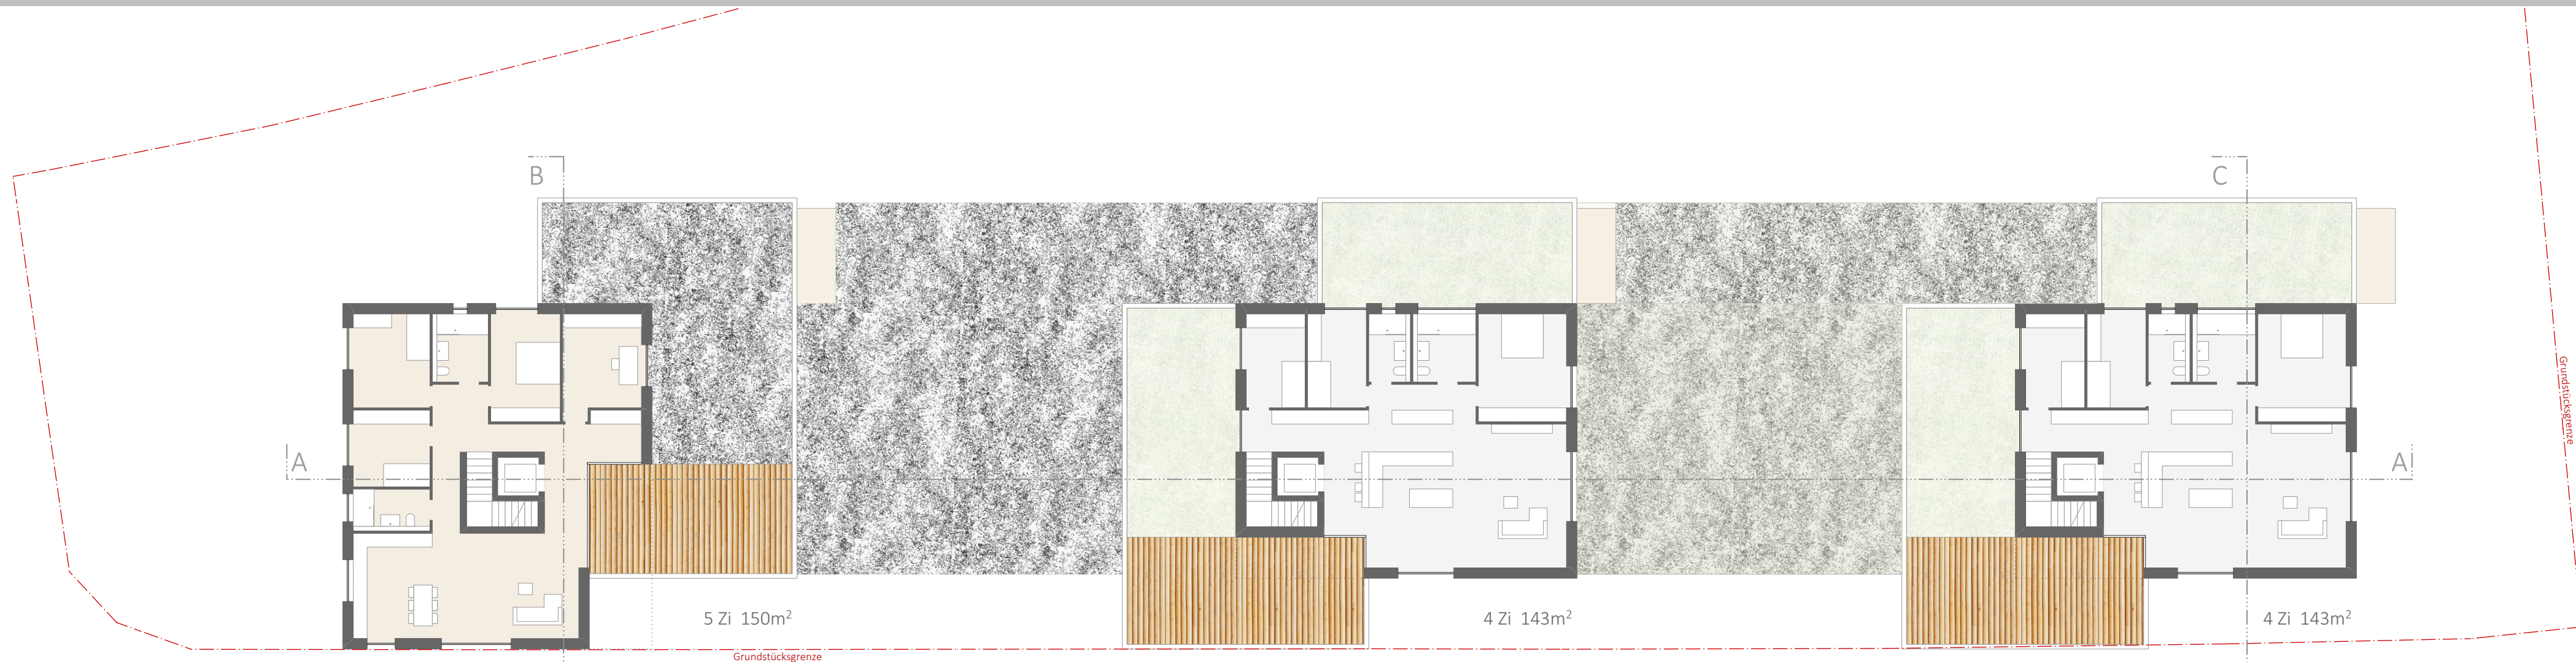 B
C
Grundstücksgrenze
A
A
5 Zi 150m²
4 Zi 143m²
4 Zi 143m²
Grundstücksgrenze